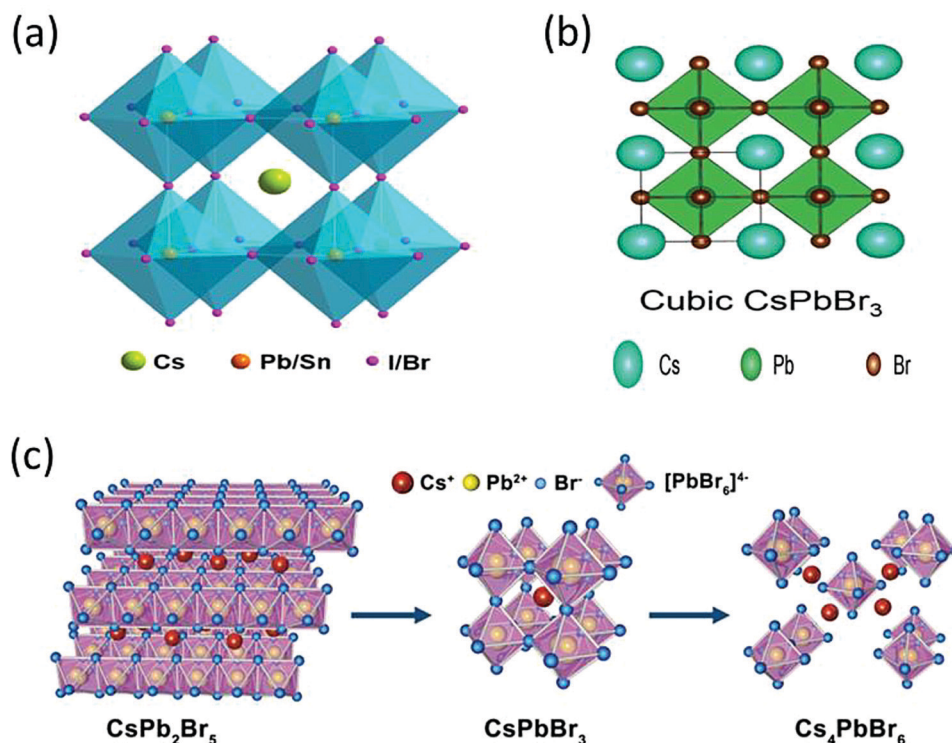 (a)
Cs Pb/Sn I/Br
(b)
Cubic CsPbBr₃
Cs Pb Br
(c)
Cs⁺ Pb²⁺ Br⁻ [PbBr₆]⁴⁻
CsPb₂Br₅ CsPbBr₃ Cs₄PbBr₆